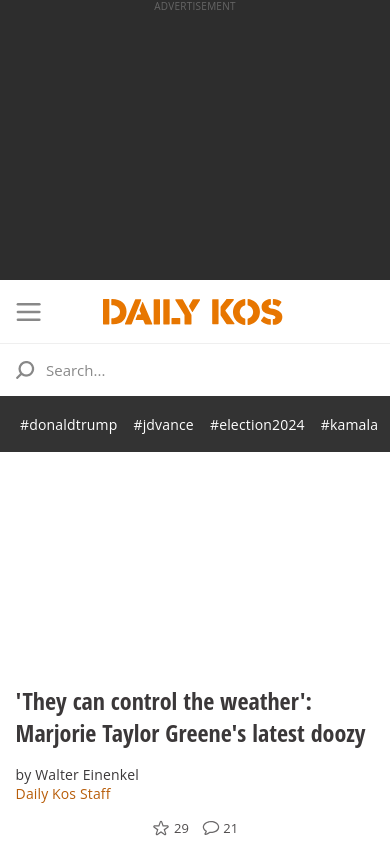 ADVERTISEMENT
DAILY KOS
Search...
#donaldtrump #jdvance #election2024 #kamala
'They can control the weather':
Marjorie Taylor Greene's latest doozy
by Walter Einenkel
Daily Kos Staff
29 21